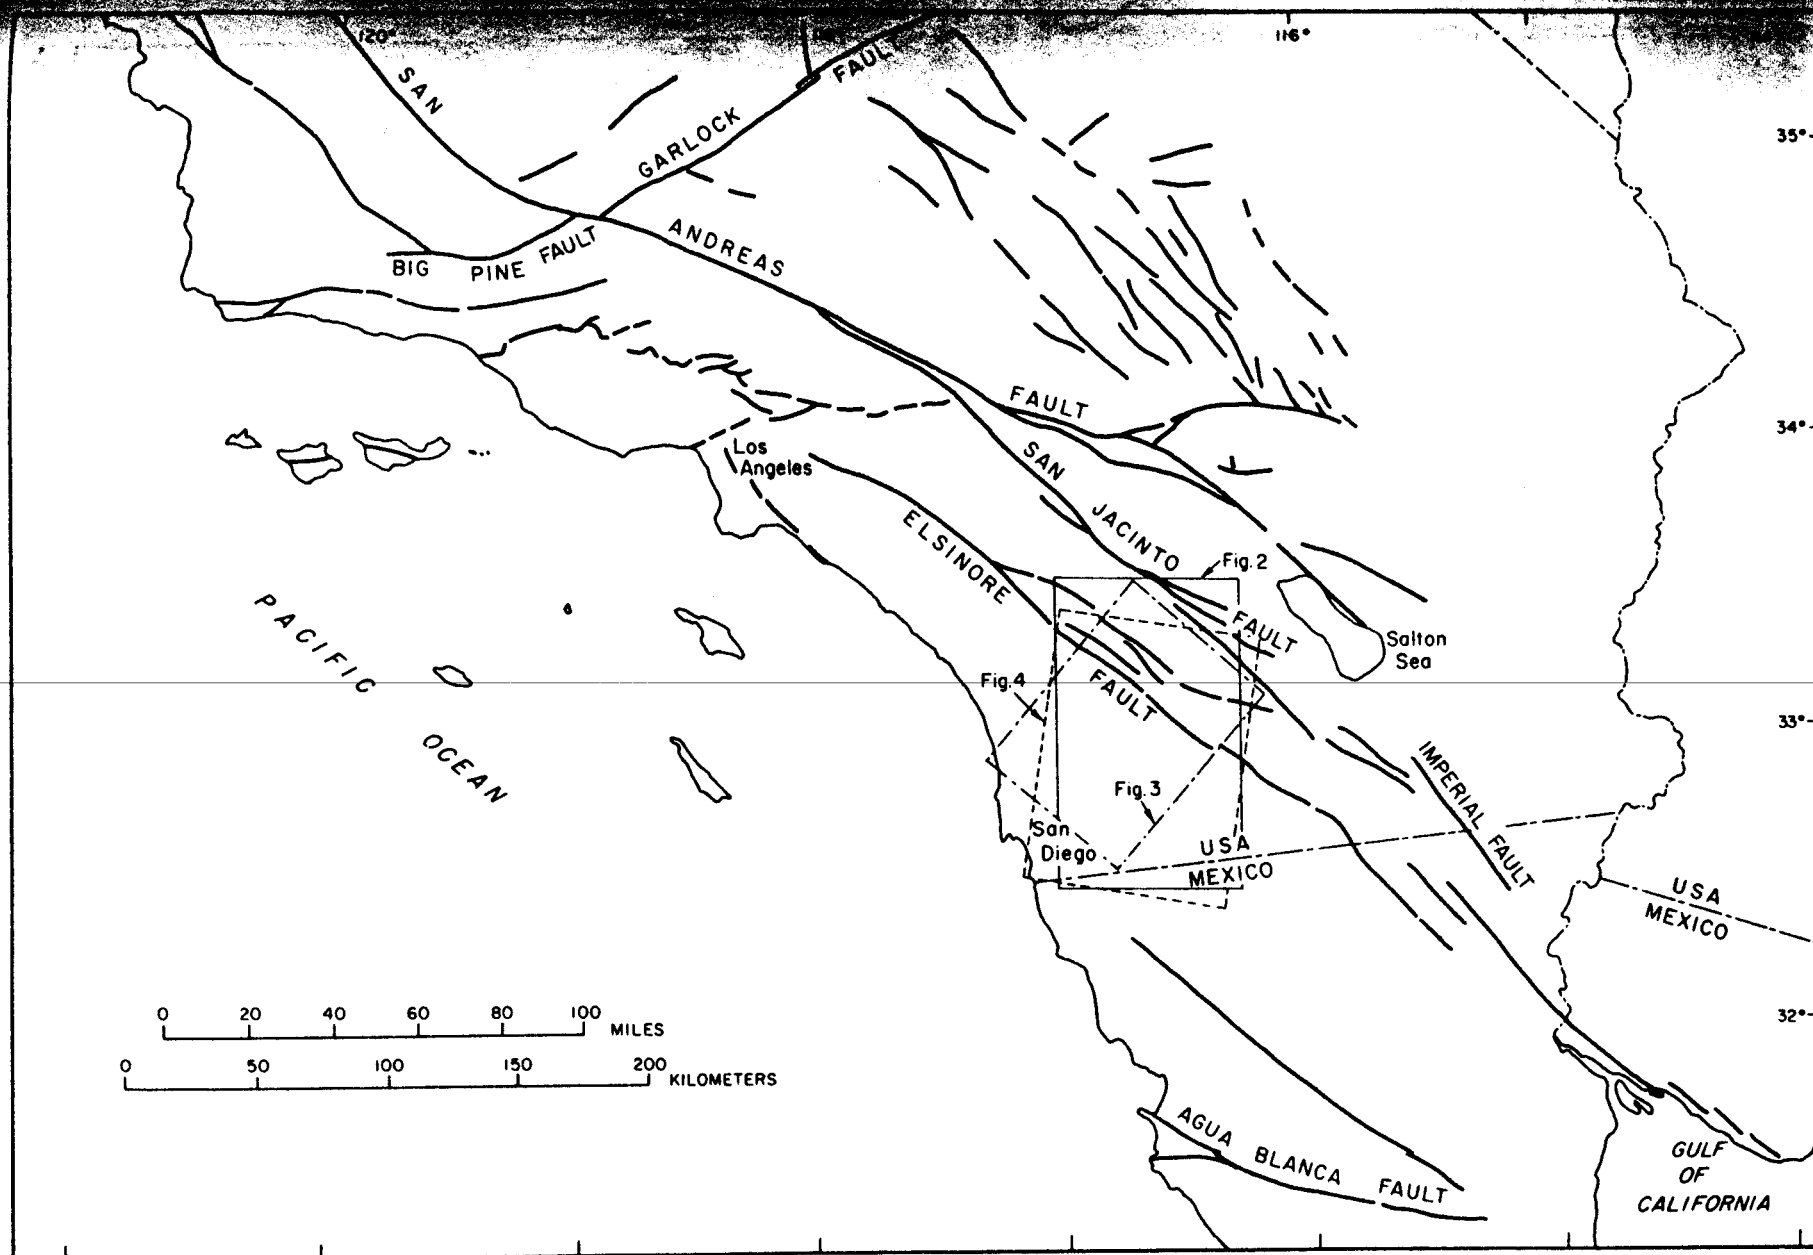 120°
116°
SAN
FAULT
GARLOCK
35°
ANDREAS
BIG PINE FAULT
FAULT
34°
Los
Angeles
SAN
JACINTO
ELSINORE
Fig. 2
FAULT
Salton
Sea
PACIFIC
OCEAN
Fig. 4
FAULT
33°
IMPERIAL FAULT
Fig. 3
San
Diego
USA
MEXICO
USA
MEXICO
0 20 40 60 80 100 MILES
0 50 100 150 200 KILOMETERS
32°
AGUA BLANCA FAULT
GULF
OF
CALIFORNIA